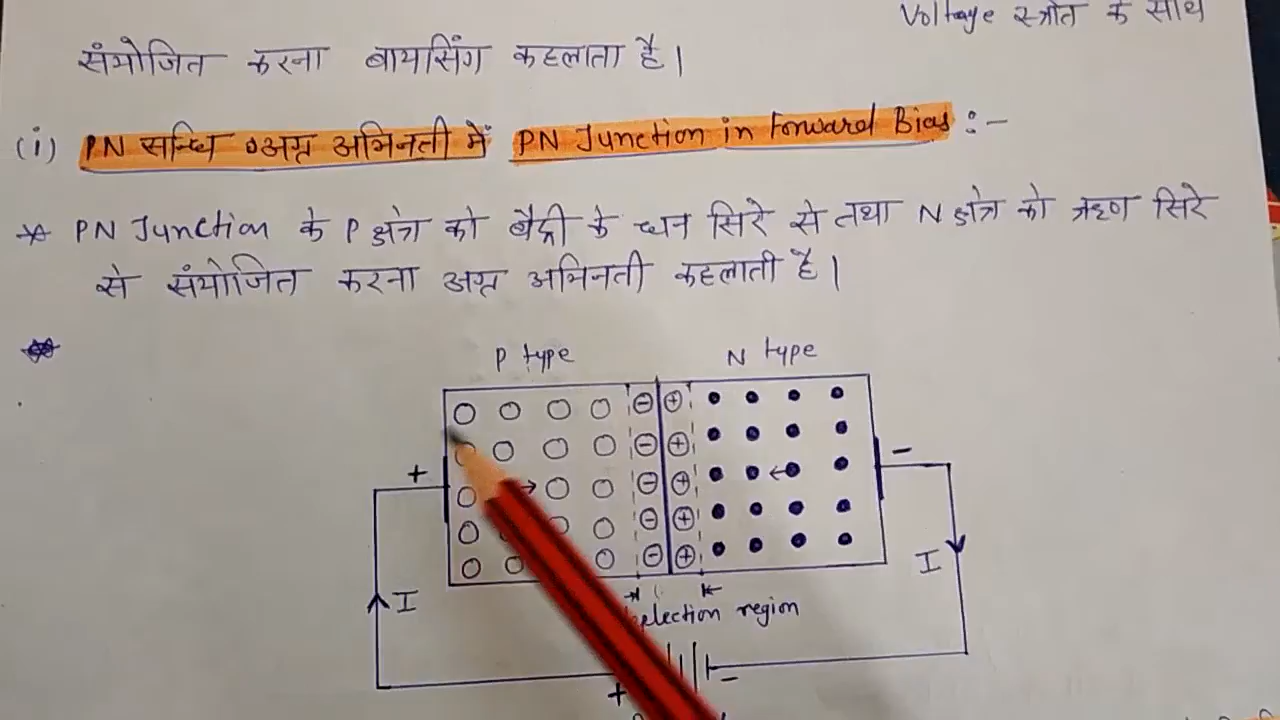 Voltage स्त्रोत के साथ
संयोजित करना बायसिंग कहलाता है।
(i) PN सन्धि अग्र अभिनती में PN Junction in Forward Bias :-
* PN Junction के P क्षेत्र को बैट्री के धन सिरे से तथा N क्षेत्र को ऋण सिरे
से संयोजित करना अग्र अभिनती कहलाती है।
P type N type
+ -
I I
region
+ -